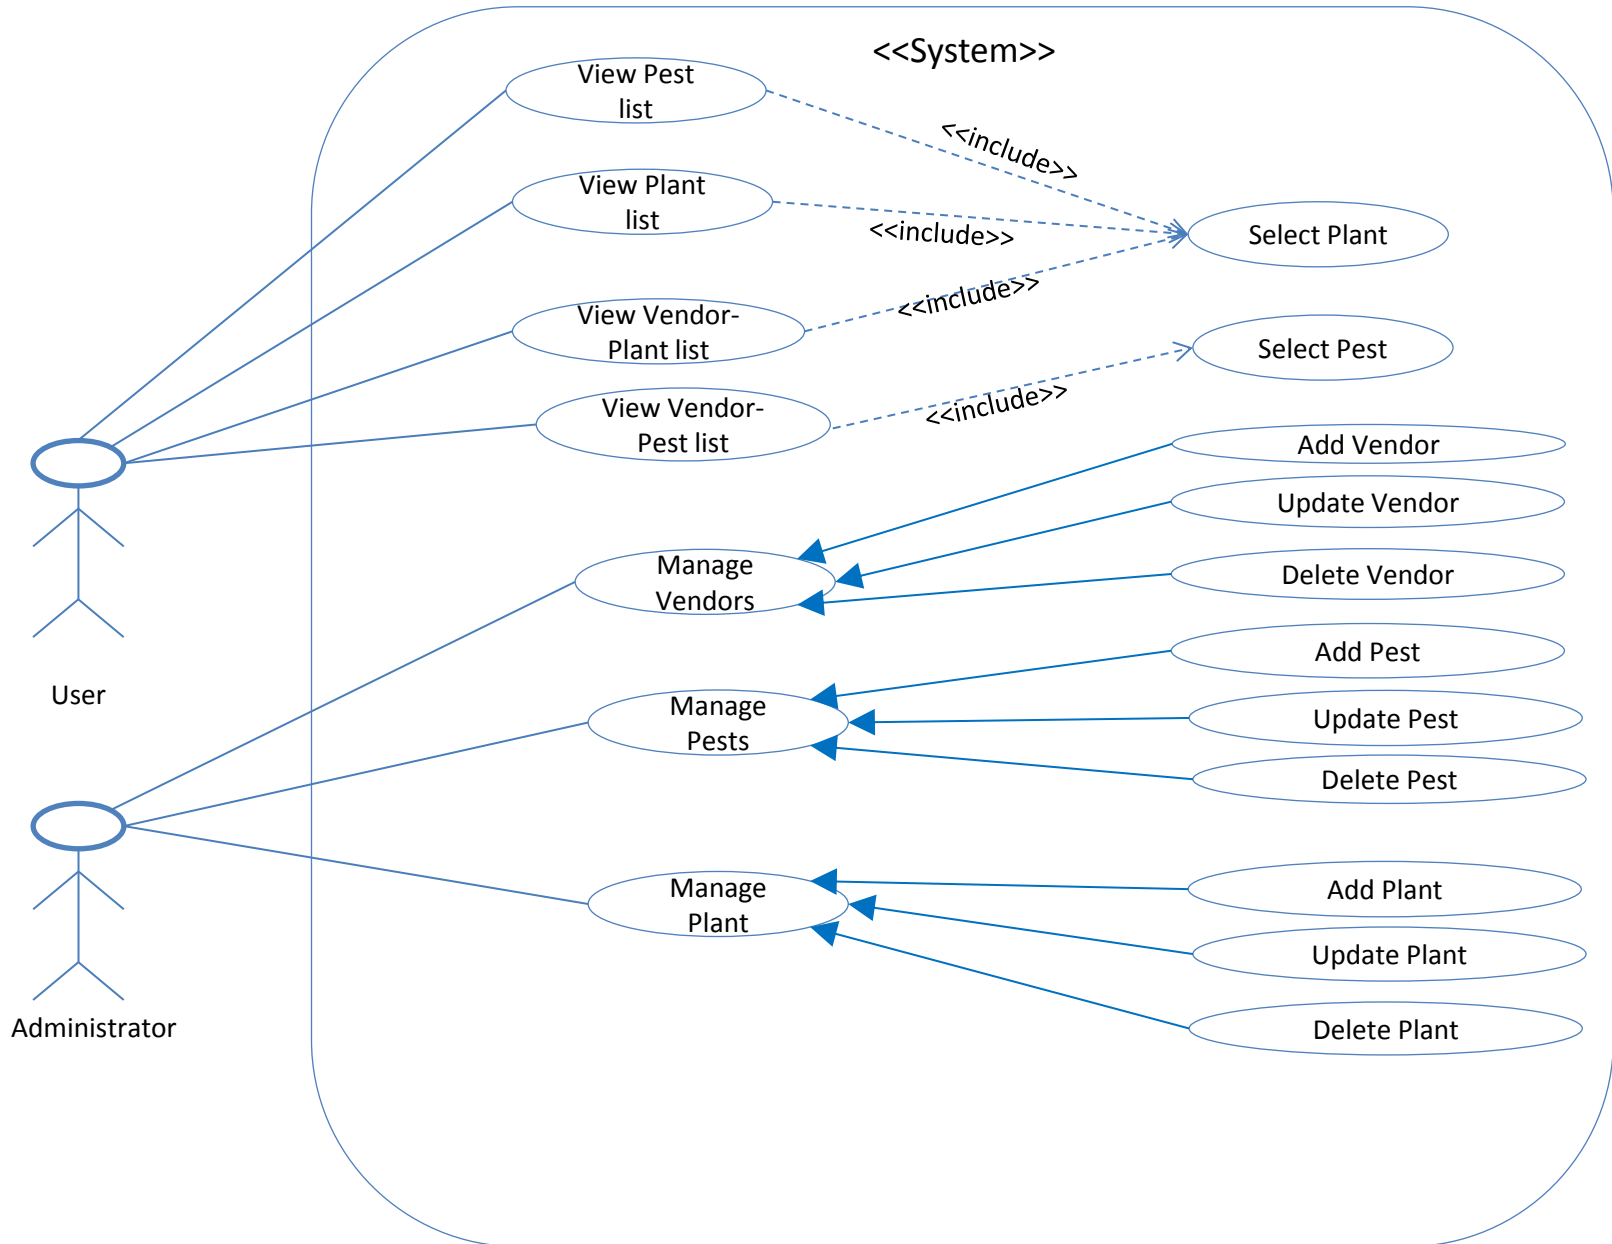 <<System>>
View Pest
list
<<include>>
View Plant
list
<<include>>
Select Plant
View Vendor-
Plant list
<<include>>
Select Pest
View Vendor-
Pest list
<<include>>
Add Vendor
Update Vendor
Manage
Vendors
Delete Vendor
Add Pest
User
Manage
Pests
Update Pest
Delete Pest
Manage
Plant
Add Plant
Update Plant
Administrator
Delete Plant